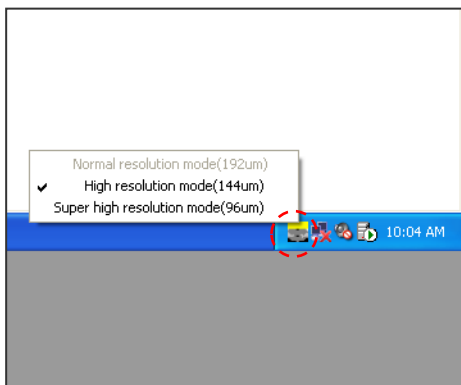 Normal resolution mode(192um)
High resolution mode(144um)
Super high resolution mode(96um)
10:04 AM